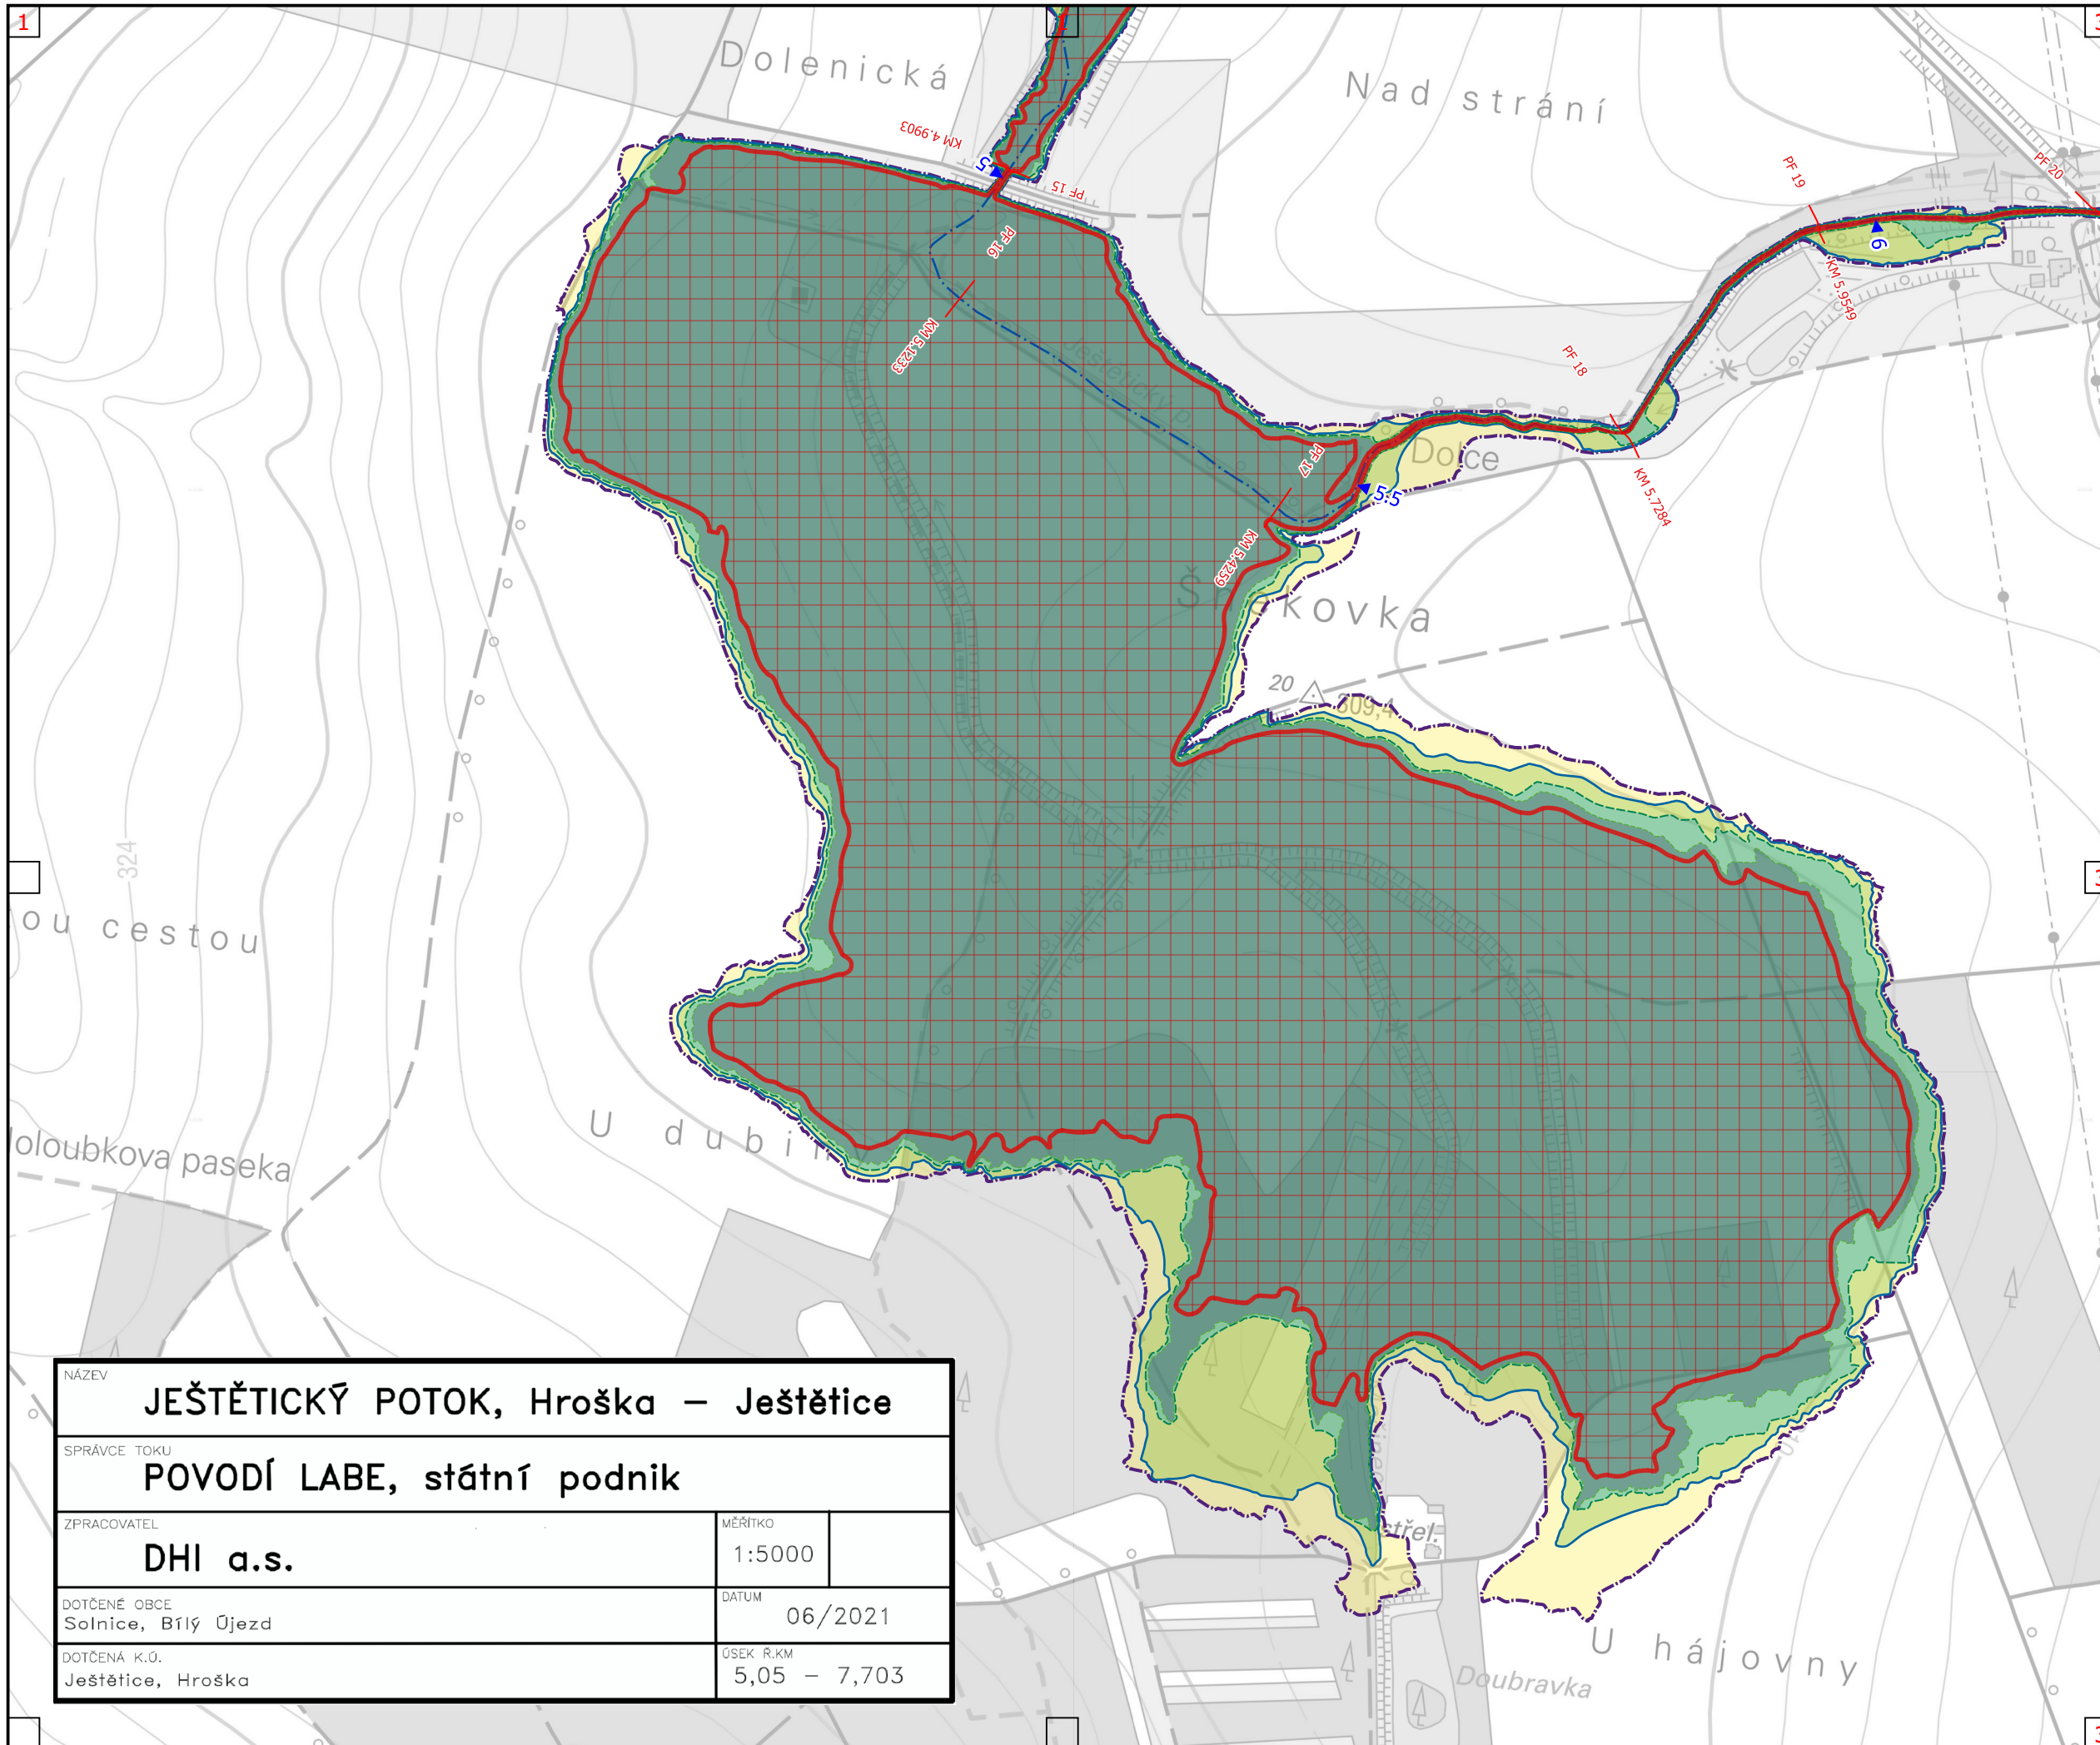 1
Dolenická
Nad strání
KM 4.9903
5
PF 15
PF 16
KM 5.1233
PF 19
PF 20
6
KM 5.9549
PF 18
Ještětický p.
PF 17
Dolce
5.5
KM 5.7284
KM 5.4259
kovka
20
309,4
324
ou cestou
U dubiny
oloubkova paseka
střel.
U hájovny
Doubravka
NÁZEV
JEŠTĚTICKÝ POTOK, Hroška – Ještětice
SPRÁVCE TOKU
POVODÍ LABE, státní podnik
ZPRACOVATEL
DHI a.s.
MĚŘÍTKO
1:5000
DOTČENÉ OBCE
Solnice, Bílý Újezd
DATUM
06/2021
DOTČENÁ K.Ú.
Ještětice, Hroška
ÚSEK Ř.KM
5,05 – 7,703